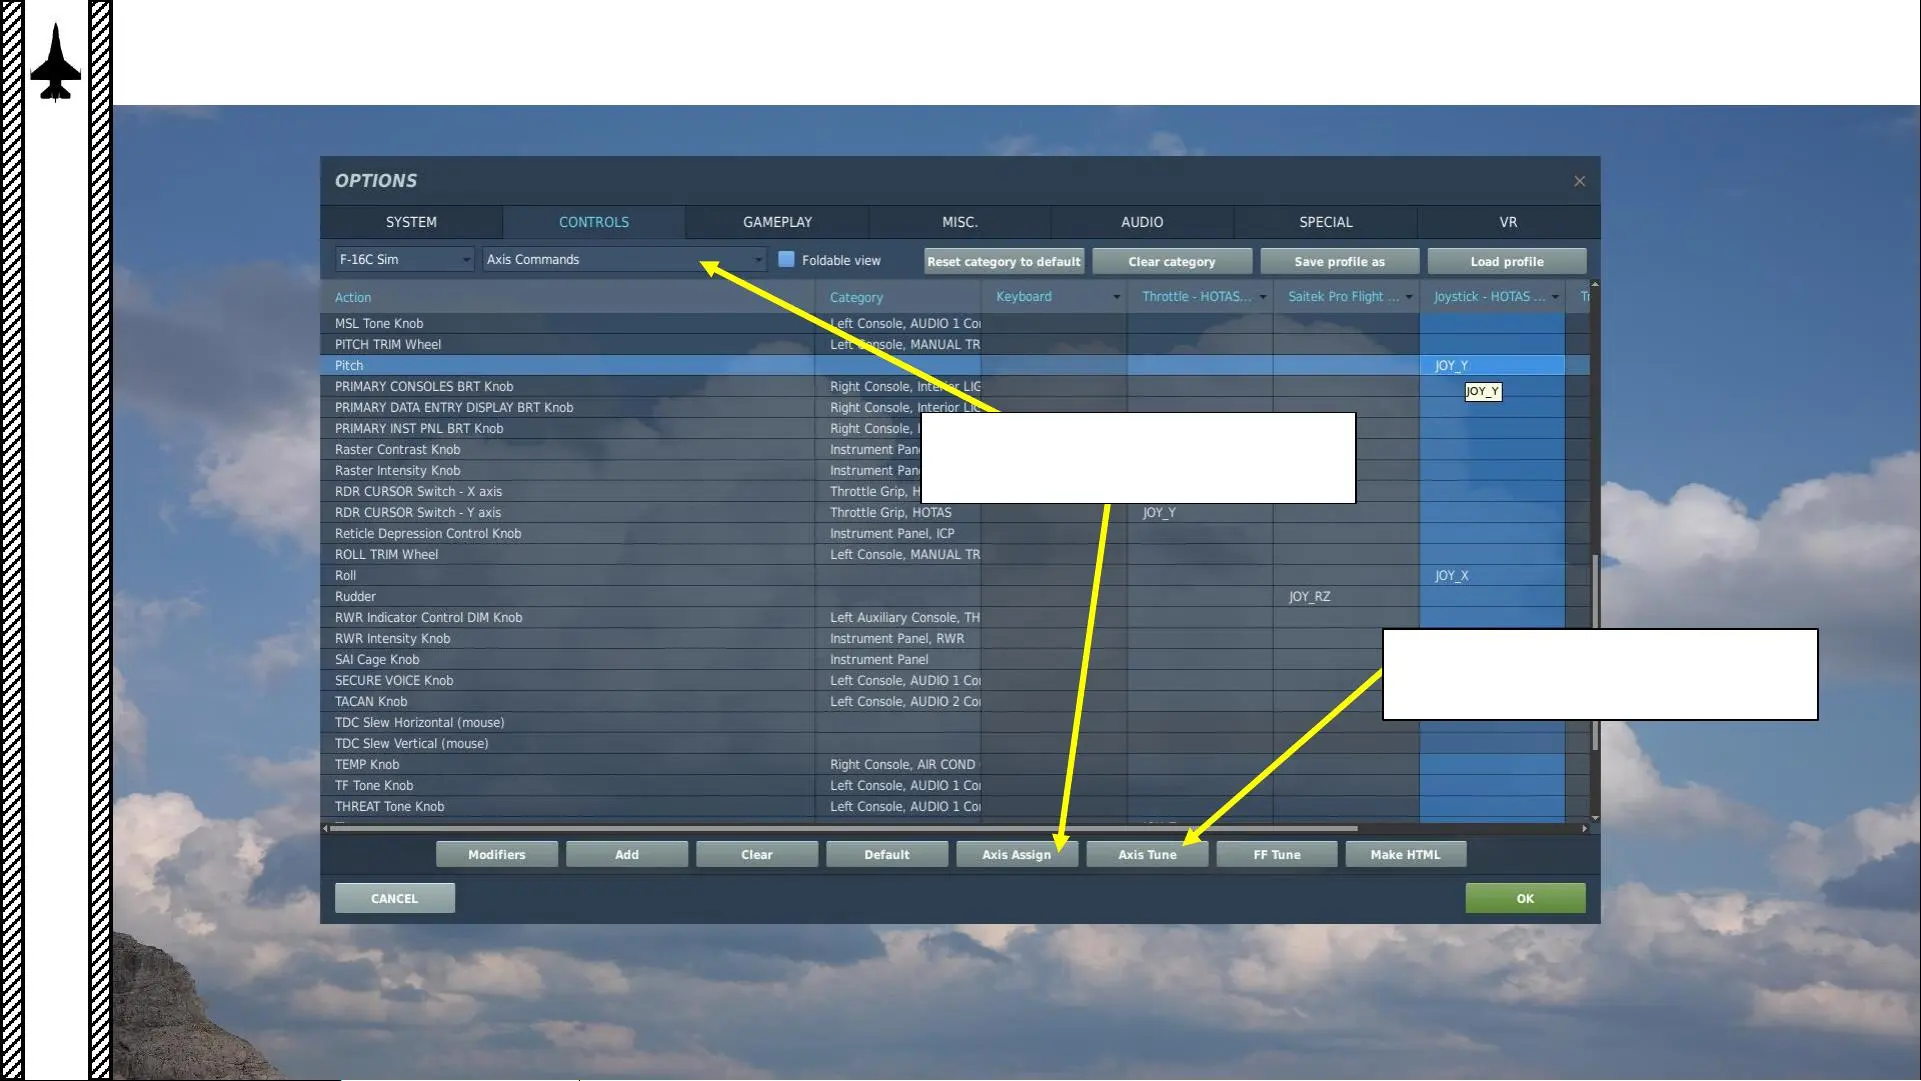 OPTIONS
SYSTEM CONTROLS GAMEPLAY MISC. AUDIO SPECIAL VR
F-16C Sim Axis Commands Foldable view Reset category to default Clear category Save profile as Load profile
Action Category Keyboard Throttle - HOTAS... Saitek Pro Flight ... Joystick - HOTAS ... Tr
MSL Tone Knob Left Console, AUDIO 1 Co
PITCH TRIM Wheel Left Console, MANUAL TR
Pitch JOY_Y
PRIMARY CONSOLES BRT Knob Right Console, Interior LIG
JOY_Y
PRIMARY DATA ENTRY DISPLAY BRT Knob Right Console, Interior LIG
PRIMARY INST PNL BRT Knob Right Console,
Raster Contrast Knob Instrument Pan
Raster Intensity Knob Instrument Pan
RDR CURSOR Switch - X axis Throttle Grip, H
RDR CURSOR Switch - Y axis Throttle Grip, HOTAS JOY_Y
Reticle Depression Control Knob Instrument Panel, ICP
ROLL TRIM Wheel Left Console, MANUAL TR
Roll JOY_X
Rudder JOY_RZ
RWR Indicator Control DIM Knob Left Auxiliary Console, TH
RWR Intensity Knob Instrument Panel, RWR
SAI Cage Knob Instrument Panel
SECURE VOICE Knob Left Console, AUDIO 1 Co
TACAN Knob Left Console, AUDIO 2 Co
TDC Slew Horizontal (mouse)
TDC Slew Vertical (mouse)
TEMP Knob Right Console, AIR COND
TF Tone Knob Left Console, AUDIO 1 Co
THREAT Tone Knob Left Console, AUDIO 1 Co
Modifiers Add Clear Default Axis Assign Axis Tune FF Tune Make HTML
CANCEL OK